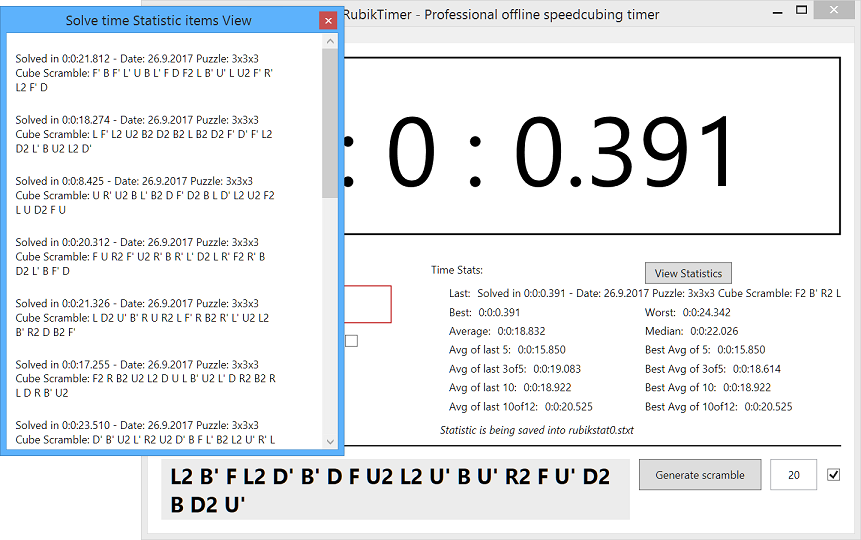 Solve time Statistic items View
RubikTimer - Professional offline speedcubing timer
Solved in 0:0:21.812 - Date: 26.9.2017 Puzzle: 3x3x3
Cube Scramble: F' B F' L' U B L' F D F2 L B' U' L U2 F' R'
L2 F' D
Solved in 0:0:18.274 - Date: 26.9.2017 Puzzle: 3x3x3
Cube Scramble: L F' L2 U2 B2 D2 B2 L B2 D2 F' D' F' L2
D2 L' B U2 L2 D'
Solved in 0:0:8.425 - Date: 26.9.2017 Puzzle: 3x3x3
Cube Scramble: U R' U2 B L' B2 D F' D2 B L D' L2 U2 F2
L U D2 F U
Solved in 0:0:20.312 - Date: 26.9.2017 Puzzle: 3x3x3
Cube Scramble: F U R2 F' U2 R' B R' L' D2 L R' F2 R' B
D2 L' B F' D
Solved in 0:0:21.326 - Date: 26.9.2017 Puzzle: 3x3x3
Cube Scramble: L D2 U' B' R U R2 L F' R B2 R' L' U2 L2
B' R2 D B2 F'
Solved in 0:0:17.255 - Date: 26.9.2017 Puzzle: 3x3x3
Cube Scramble: F2 R B2 U2 L2 D U L B' U2 L' D R2 B2 R
L D R B' U2
Solved in 0:0:23.510 - Date: 26.9.2017 Puzzle: 3x3x3
Cube Scramble: D' B' U2 L' R2 U2 D' B F L' B2 L2 U' R' L
: 0 : 0.391
Time Stats:
View Statistics
Last: Solved in 0:0:0.391 - Date: 26.9.2017 Puzzle: 3x3x3 Cube Scramble: F2 B' R2 L
Best: 0:0:0.391 Worst: 0:0:24.342
Average: 0:0:18.832 Median: 0:0:22.026
Avg of last 5: 0:0:15.850 Best Avg of 5: 0:0:15.850
Avg of last 3of5: 0:0:19.083 Best Avg of 3of5: 0:0:18.614
Avg of last 10: 0:0:18.922 Best Avg of 10: 0:0:18.922
Avg of last 10of12: 0:0:20.525 Best Avg of 10of12: 0:0:20.525
Statistic is being saved into rubikstat0.stxt
L2 B' F L2 D' B' D F U2 L2 U' B U' R2 F U' D2
B D2 U'
Generate scramble
20